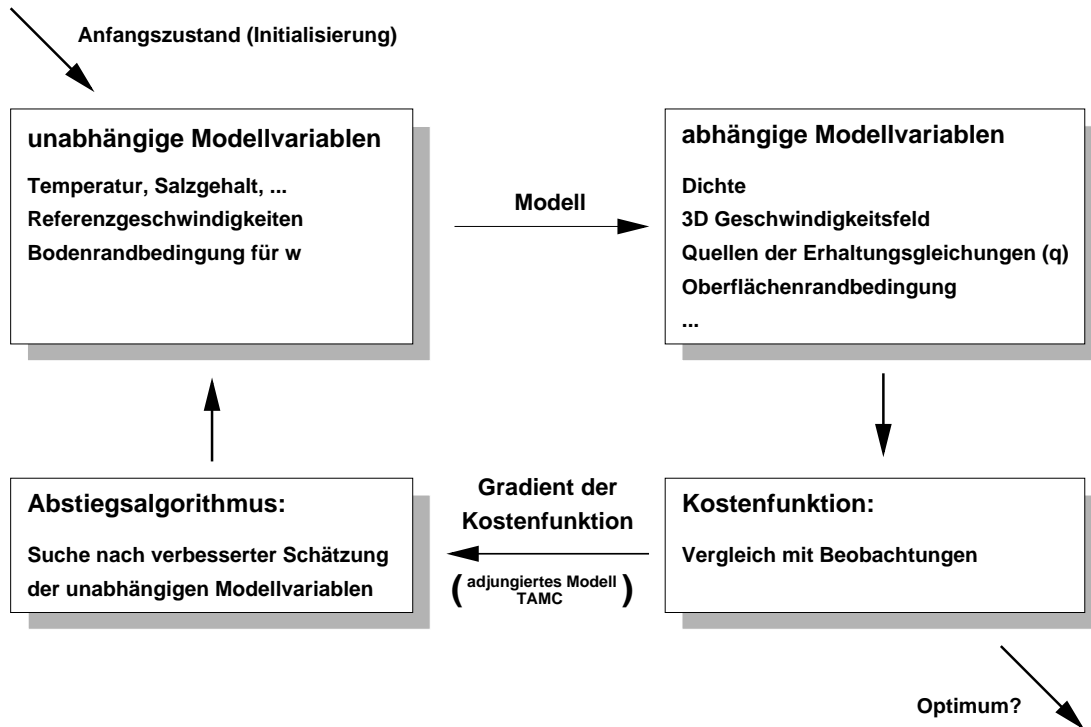 Anfangszustand (Initialisierung)
unabhängige Modellvariablen
Temperatur, Salzgehalt, ...
Referenzgeschwindigkeiten
Bodenrandbedingung für w
Modell
abhängige Modellvariablen
Dichte
3D Geschwindigkeitsfeld
Quellen der Erhaltungsgleichungen (q)
Oberflächenrandbedingung
...
Abstiegsalgorithmus:
Suche nach verbesserter Schätzung
der unabhängigen Modellvariablen
Gradient der
Kostenfunktion
(adjungiertes Modell
TAMC)
Kostenfunktion:
Vergleich mit Beobachtungen
Optimum?